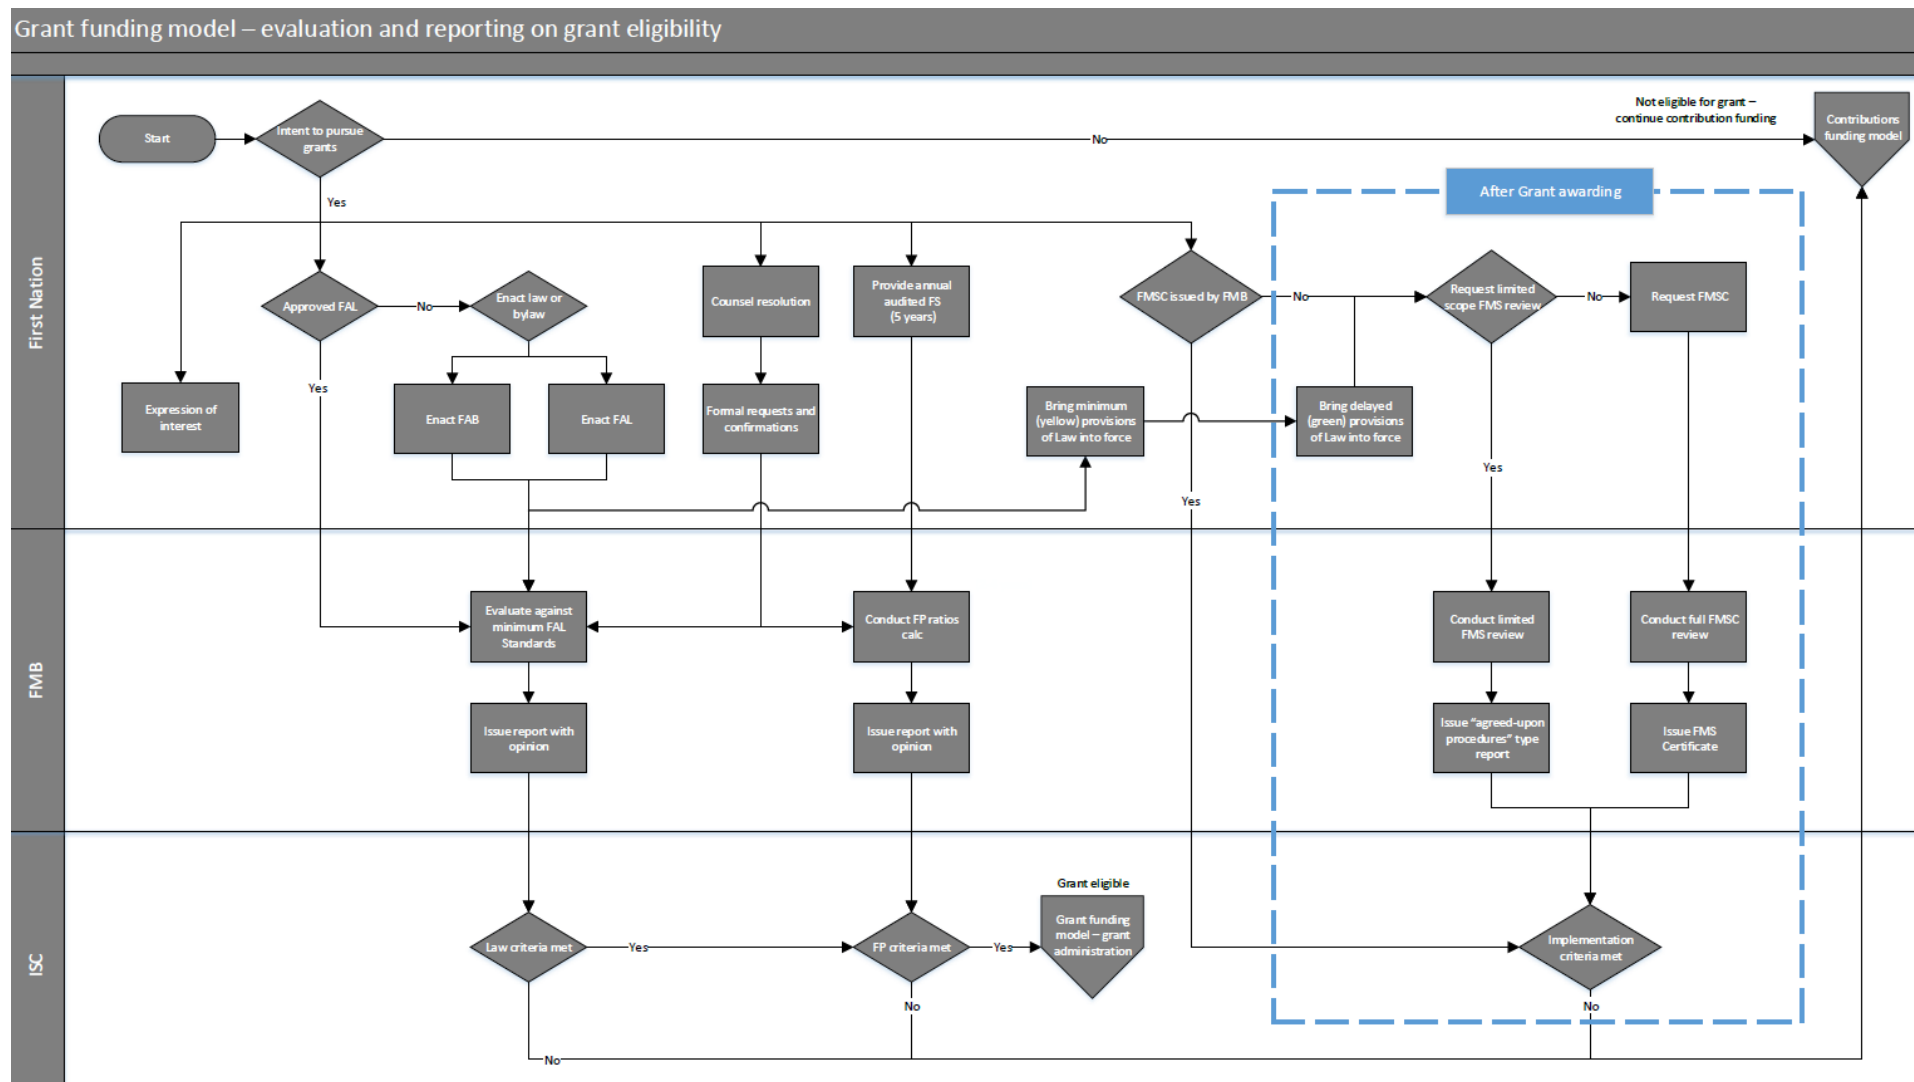 Grant funding model – evaluation and reporting on grant eligibility
First Nation
Start
Intent to pursue
grants
No
Not eligible for grant –
continue contribution funding
Contributions
funding model
Yes
After Grant awarding
Approved FAL
No
Enact law or
bylaw
Counsel resolution
Provide annual
audited FS
(5 years)
FMSC issued by FMB
No
Request limited
scope FMS review
No
Request FMSC
Yes
Expression of
interest
Enact FAB
Enact FAL
Formal requests and
confirmations
Bring minimum
(yellow) provisions
of Law into force
Bring delayed
(green) provisions
of Law into force
Yes
Yes
FMB
Evaluate against
minimum FAL
Standards
Conduct FP ratios
calc
Conduct limited
FMS review
Conduct full FMSC
review
Issue report with
opinion
Issue report with
opinion
Issue “agreed-upon
procedures” type
report
Issue FMS
Certificate
ISC
Law criteria met
Yes
FP criteria met
Yes
Grant eligible
Grant funding
model – grant
administration
Implementation
criteria met
No
No
No